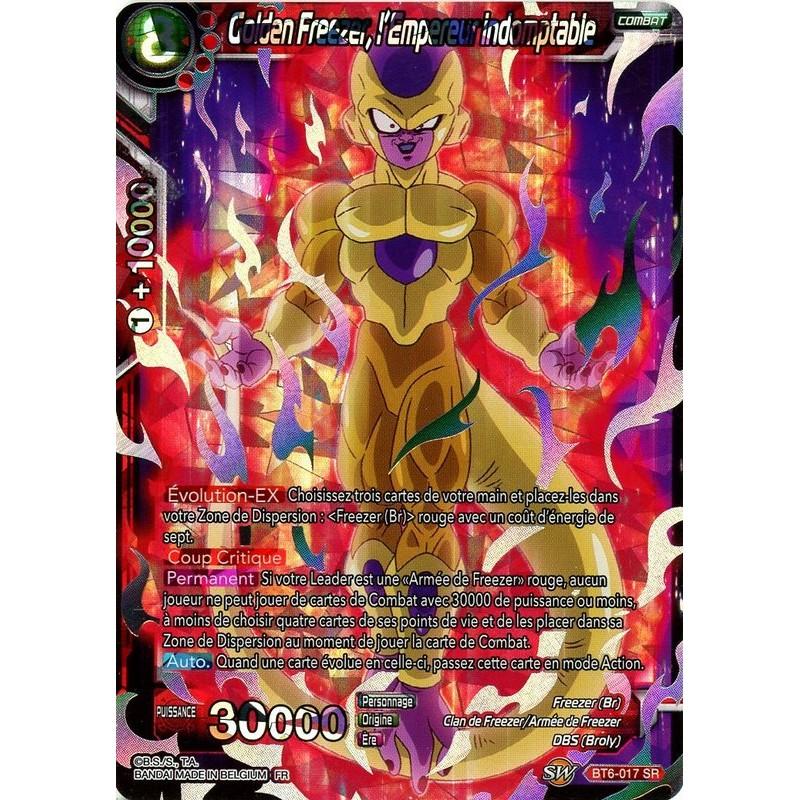 8
Golden Freezer, l'Empereur indomptable
COMBAT
1 + 10000
Évolution-EX Choisissez trois cartes de votre main et placez-les dans
votre Zone de Dispersion : <Freezer (Br)> rouge avec un coût d'énergie de
sept.
Coup Critique
Permanent Si votre Leader est une «Armée de Freezer» rouge, aucun
joueur ne peut jouer de cartes de Combat avec 30000 de puissance ou moins,
à moins de choisir quatre cartes de ses points de vie et de les placer dans sa
Zone de Dispersion au moment de jouer la carte de Combat.
Auto. Quand une carte évolue en celle-ci, passez cette carte en mode Action.
PUISSANCE 30000
Personnage Freezer (Br)
Origine Clan de Freezer/Armée de Freezer
Ère DBS (Broly)
©B.S./S., T.A.
BANDAI MADE IN BELGIUM FR
SW BT6-017 SR